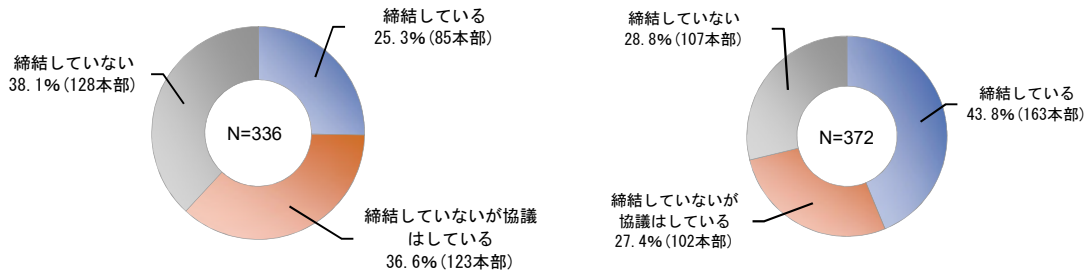 締結している
25.3%(85本部)
締結していない
38.1%(128本部)
N=336
締結していないが協議
はしている
36.6%(123本部)
締結していない
28.8%(107本部)
締結している
43.8%(163本部)
N=372
締結していないが
協議はしている
27.4%(102本部)